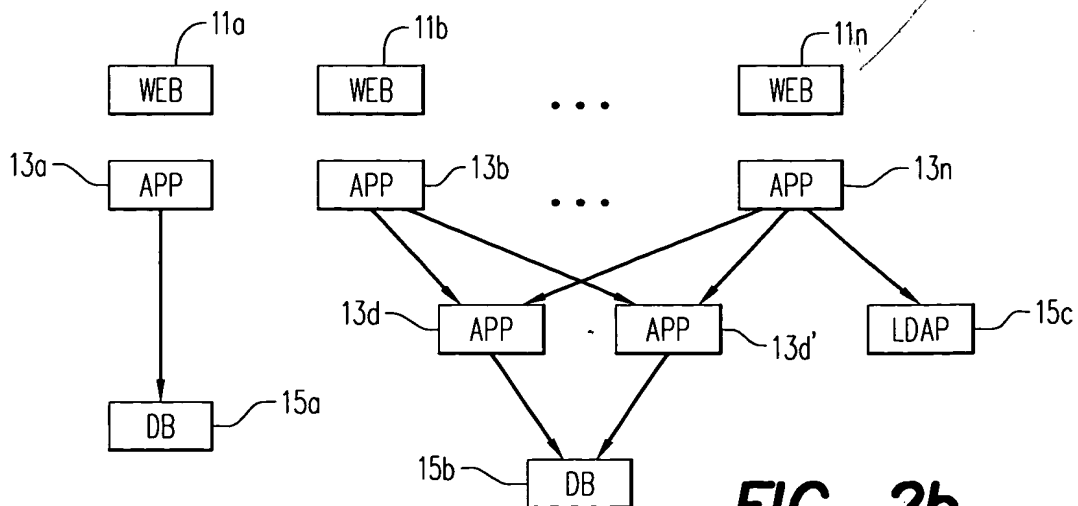 11a 11b 11n
WEB WEB • • • WEB
13a APP APP 13b • • • APP 13n
13d APP APP 13d' LDAP 15c
DB 15a
15b DB
FIG. 2b